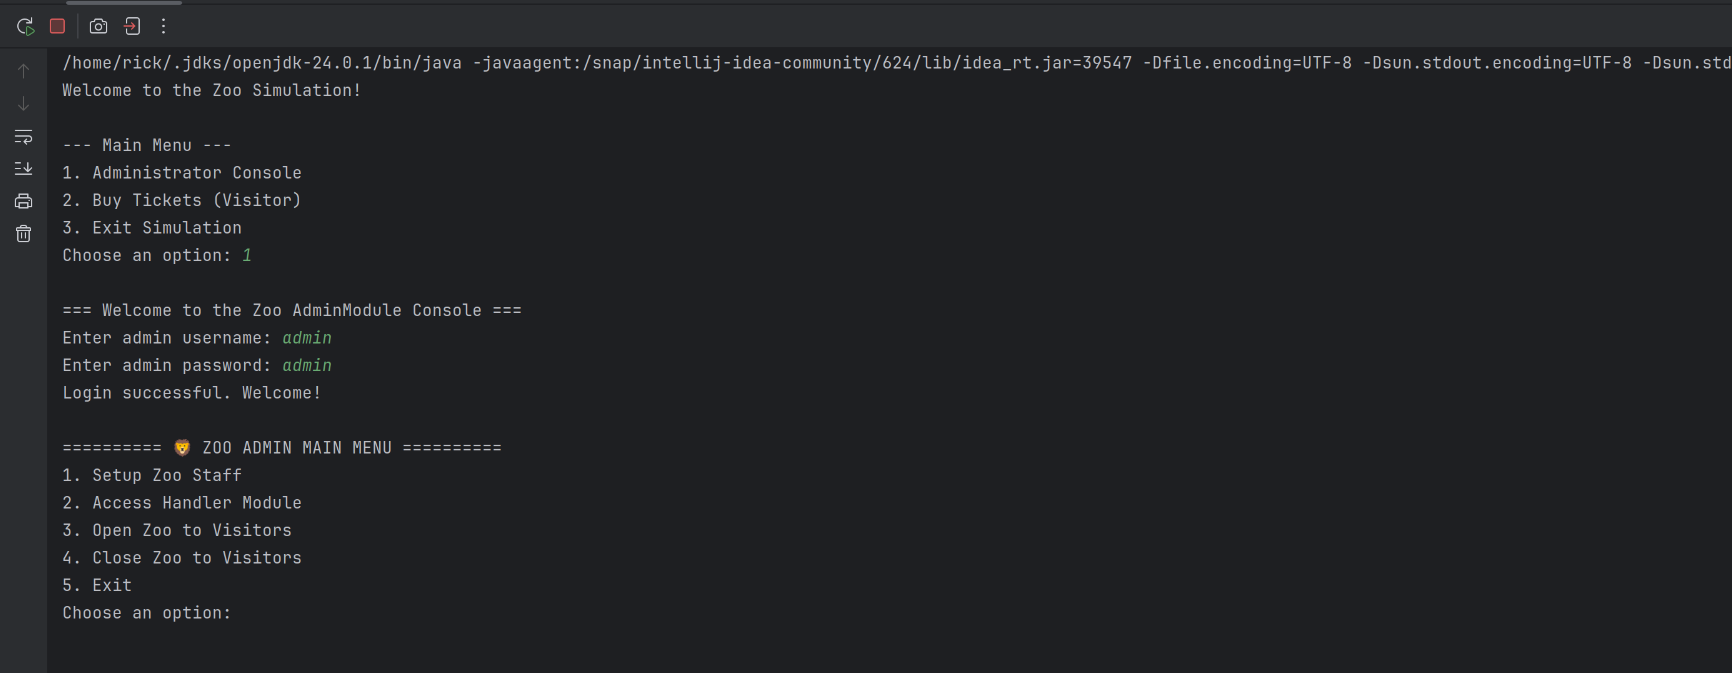 /home/rick/.jdks/openjdk-24.0.1/bin/java -javaagent:/snap/intellij-idea-community/624/lib/idea_rt.jar=39547 -Dfile.encoding=UTF-8 -Dsun.stdout.encoding=UTF-8 -Dsun.std
Welcome to the Zoo Simulation!
--- Main Menu ---
1. Administrator Console
2. Buy Tickets (Visitor)
3. Exit Simulation
Choose an option: 1
=== Welcome to the Zoo AdminModule Console ===
Enter admin username: admin
Enter admin password: admin
Login successful. Welcome!
========== 🦁 ZOO ADMIN MAIN MENU ==========
1. Setup Zoo Staff
2. Access Handler Module
3. Open Zoo to Visitors
4. Close Zoo to Visitors
5. Exit
Choose an option: